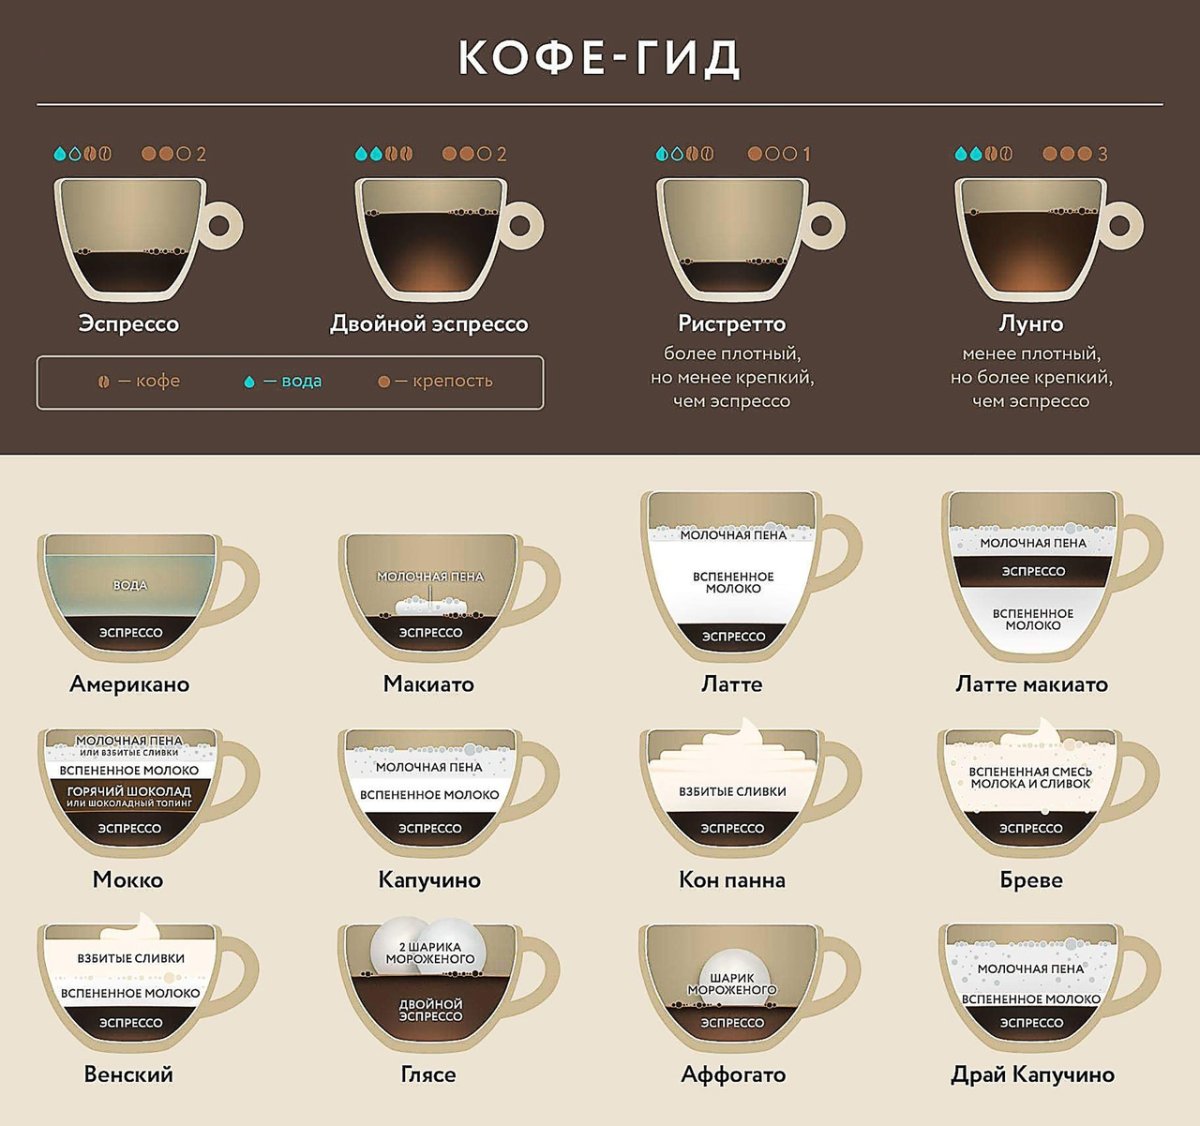 КОФЕ-ГИД
2
2
1
3
Эспрессо
Двойной эспрессо
Ристретто
более плотный,
но менее крепкий,
чем эспрессо
Лунго
менее плотный,
но более крепкий,
чем эспрессо
— кофе
— вода
— крепость
ВОДА
ЭСПРЕССО
Американо
МОЛОЧНАЯ ПЕНА
ЭСПРЕССО
Макиато
МОЛОЧНАЯ ПЕНА
ВСПЕНЕННОЕ
МОЛОКО
ЭСПРЕССО
Латте
МОЛОЧНАЯ ПЕНА
ЭСПРЕССО
ВСПЕНЕННОЕ
МОЛОКО
Латте макиато
МОЛОЧНАЯ ПЕНА
ИЛИ ВЗБИТЫЕ СЛИВКИ
ВСПЕНЕННОЕ МОЛОКО
ГОРЯЧИЙ ШОКОЛАД
ИЛИ ШОКОЛАДНЫЙ ТОПИНГ
ЭСПРЕССО
Мокко
МОЛОЧНАЯ ПЕНА
ВСПЕНЕННОЕ МОЛОКО
ЭСПРЕССО
Капучино
ВЗБИТЫЕ СЛИВКИ
ЭСПРЕССО
Кон панна
ВСПЕНЕННАЯ СМЕСЬ
МОЛОКА И СЛИВОК
ЭСПРЕССО
Бреве
ВЗБИТЫЕ СЛИВКИ
ВСПЕНЕННОЕ МОЛОКО
ЭСПРЕССО
Венский
2 ШАРИКА
МОРОЖЕНОГО
ДВОЙНОЙ
ЭСПРЕССО
Глясе
ШАРИК
МОРОЖЕНОГО
ЭСПРЕССО
Аффогато
МОЛОЧНАЯ ПЕНА
ВСПЕНЕННОЕ МОЛОКО
ЭСПРЕССО
Драй Капучино